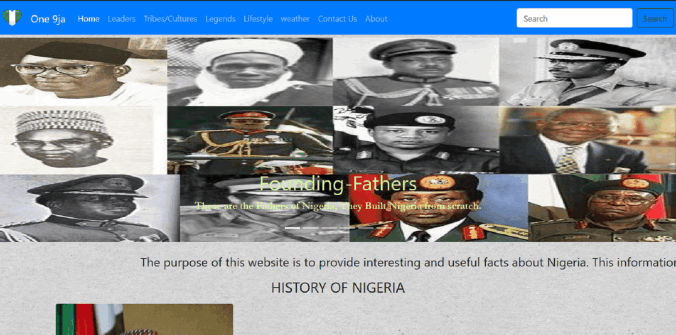 One 9ja Home Leaders Tribes/Cultures Legends Lifestyle weather Contact Us About Search Search
Founding-Fathers
These are the Fathers of Nigeria, They Built Nigeria from scratch.
The purpose of this website is to provide interesting and useful facts about Nigeria. This information
HISTORY OF NIGERIA